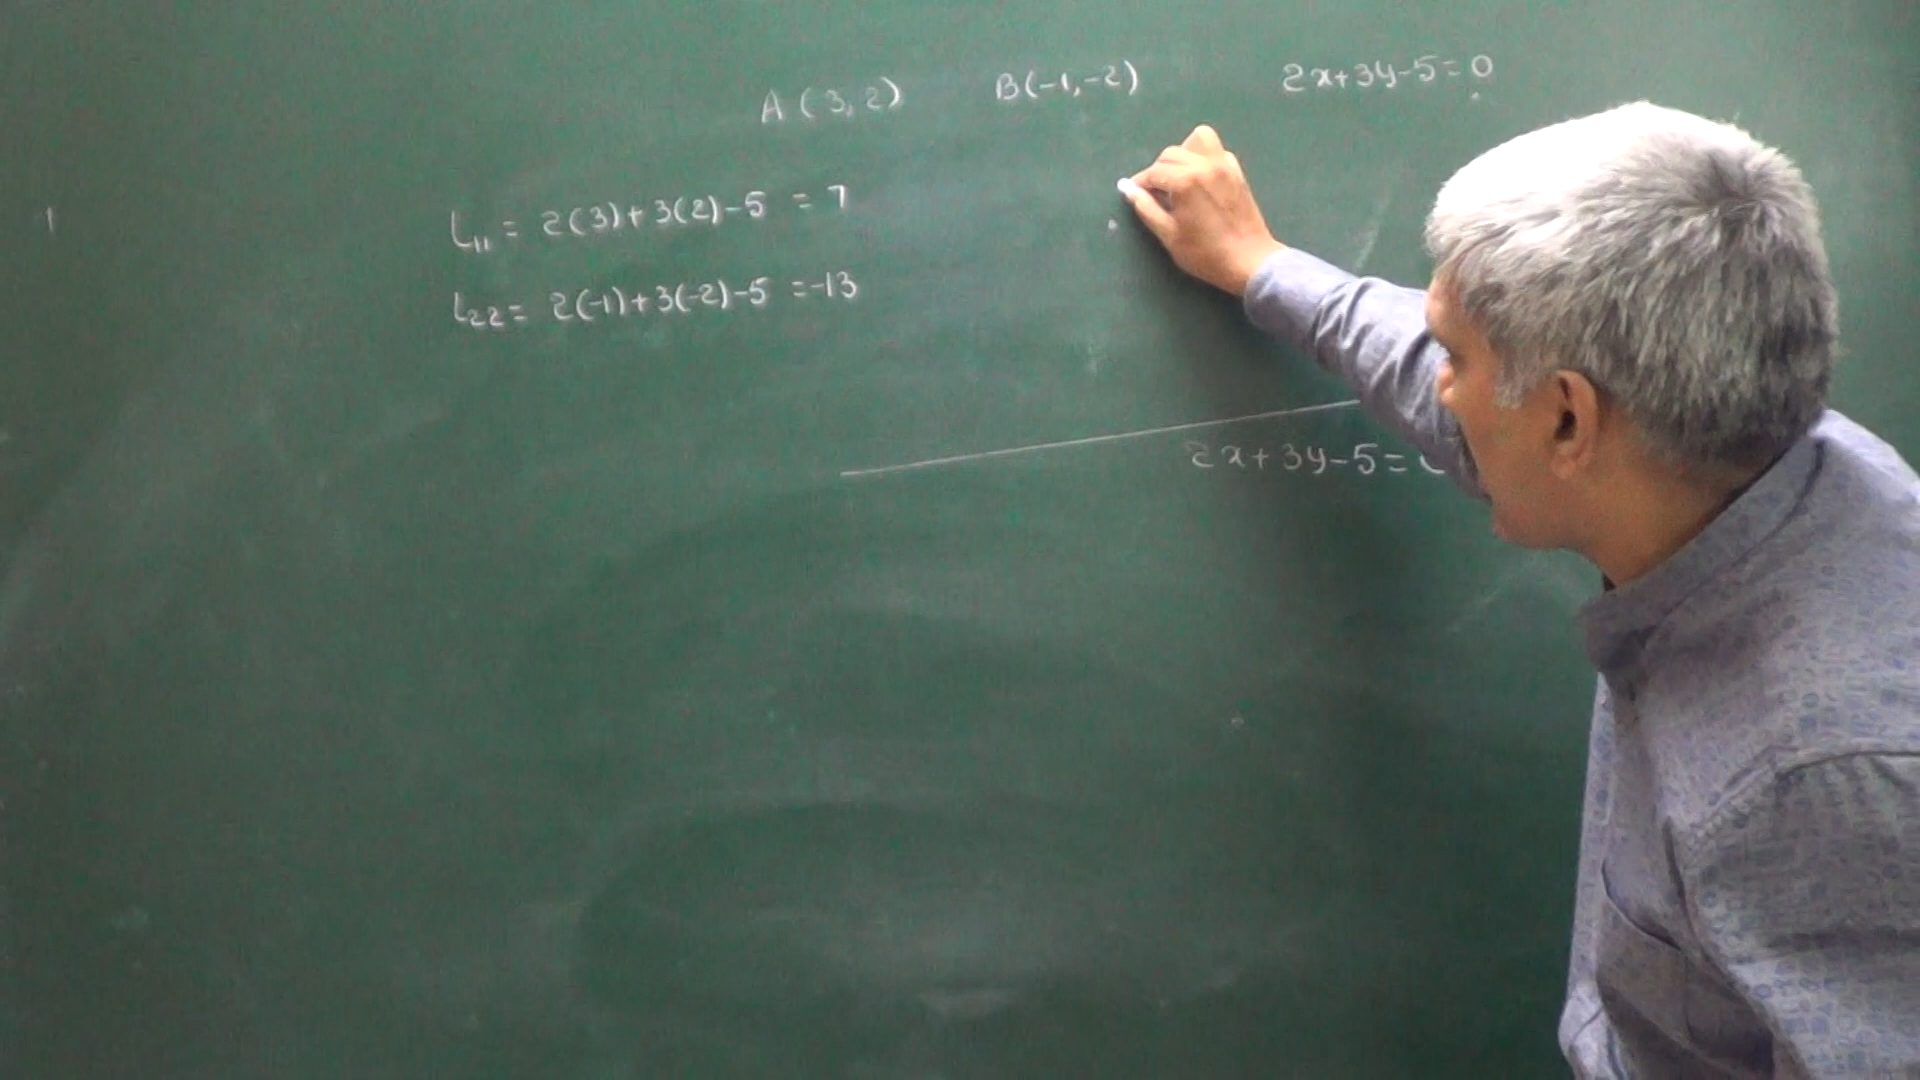 A (3, 2) B(-1, -2) 2x+3y-5=0
L₁₁ = 2(3)+3(2)-5 = 7
L₂₂ = 2(-1)+3(-2)-5 =-13
2x+3y-5=